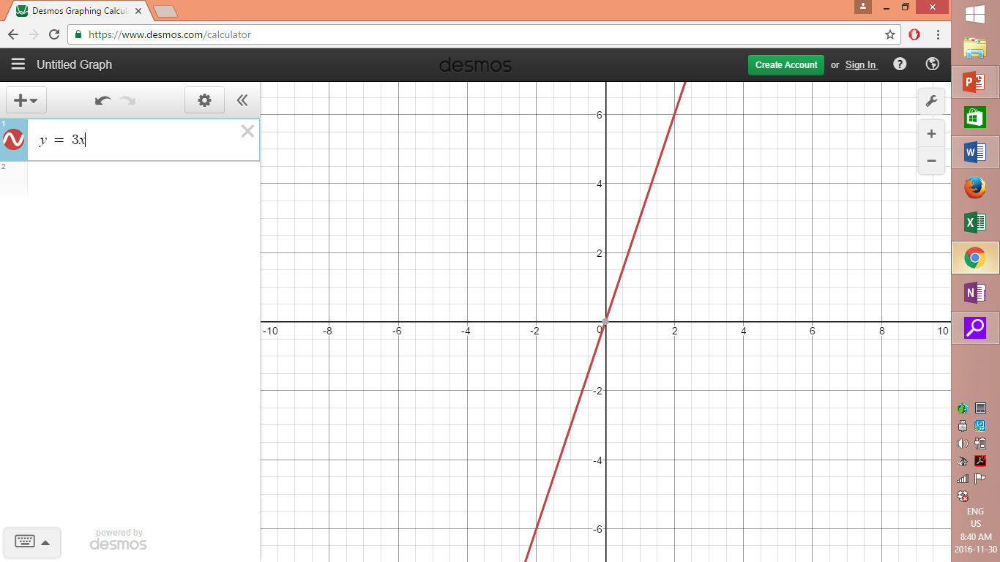 Desmos Graphing Calcul
https://www.desmos.com/calculator
Untitled Graph
desmos
Create Account
or
Sign In
?
1
y = 3x
2
powered by
desmos
6
4
2
0
-2
-4
-6
-10
-8
-6
-4
-2
2
4
6
8
10
ENG
US
8:40 AM
2016-11-30